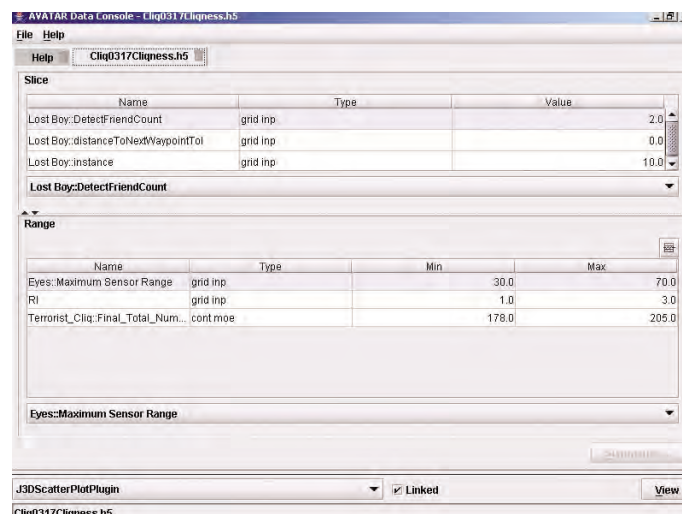 AVATAR Data Console - Cliq0317Cliqness.h5
File Help
Help Cliq0317Cliqness.h5
Slice
Name Type Value
Lost Boy::DetectFriendCount grid inp 2.0
Lost Boy::distanceToNextWaypointTol grid inp 0.0
Lost Boy::instance grid inp 10.0
Lost Boy::DetectFriendCount
Range
Name Type Min Max
Eyes::Maximum Sensor Range grid inp 30.0 70.0
RI grid inp 1.0 3.0
Terrorist_Cliq::Final_Total_Num... cont moe 178.0 205.0
Eyes::Maximum Sensor Range
J3DScatterPlotPlugin Linked View
Cliq0317Cliqness.h5